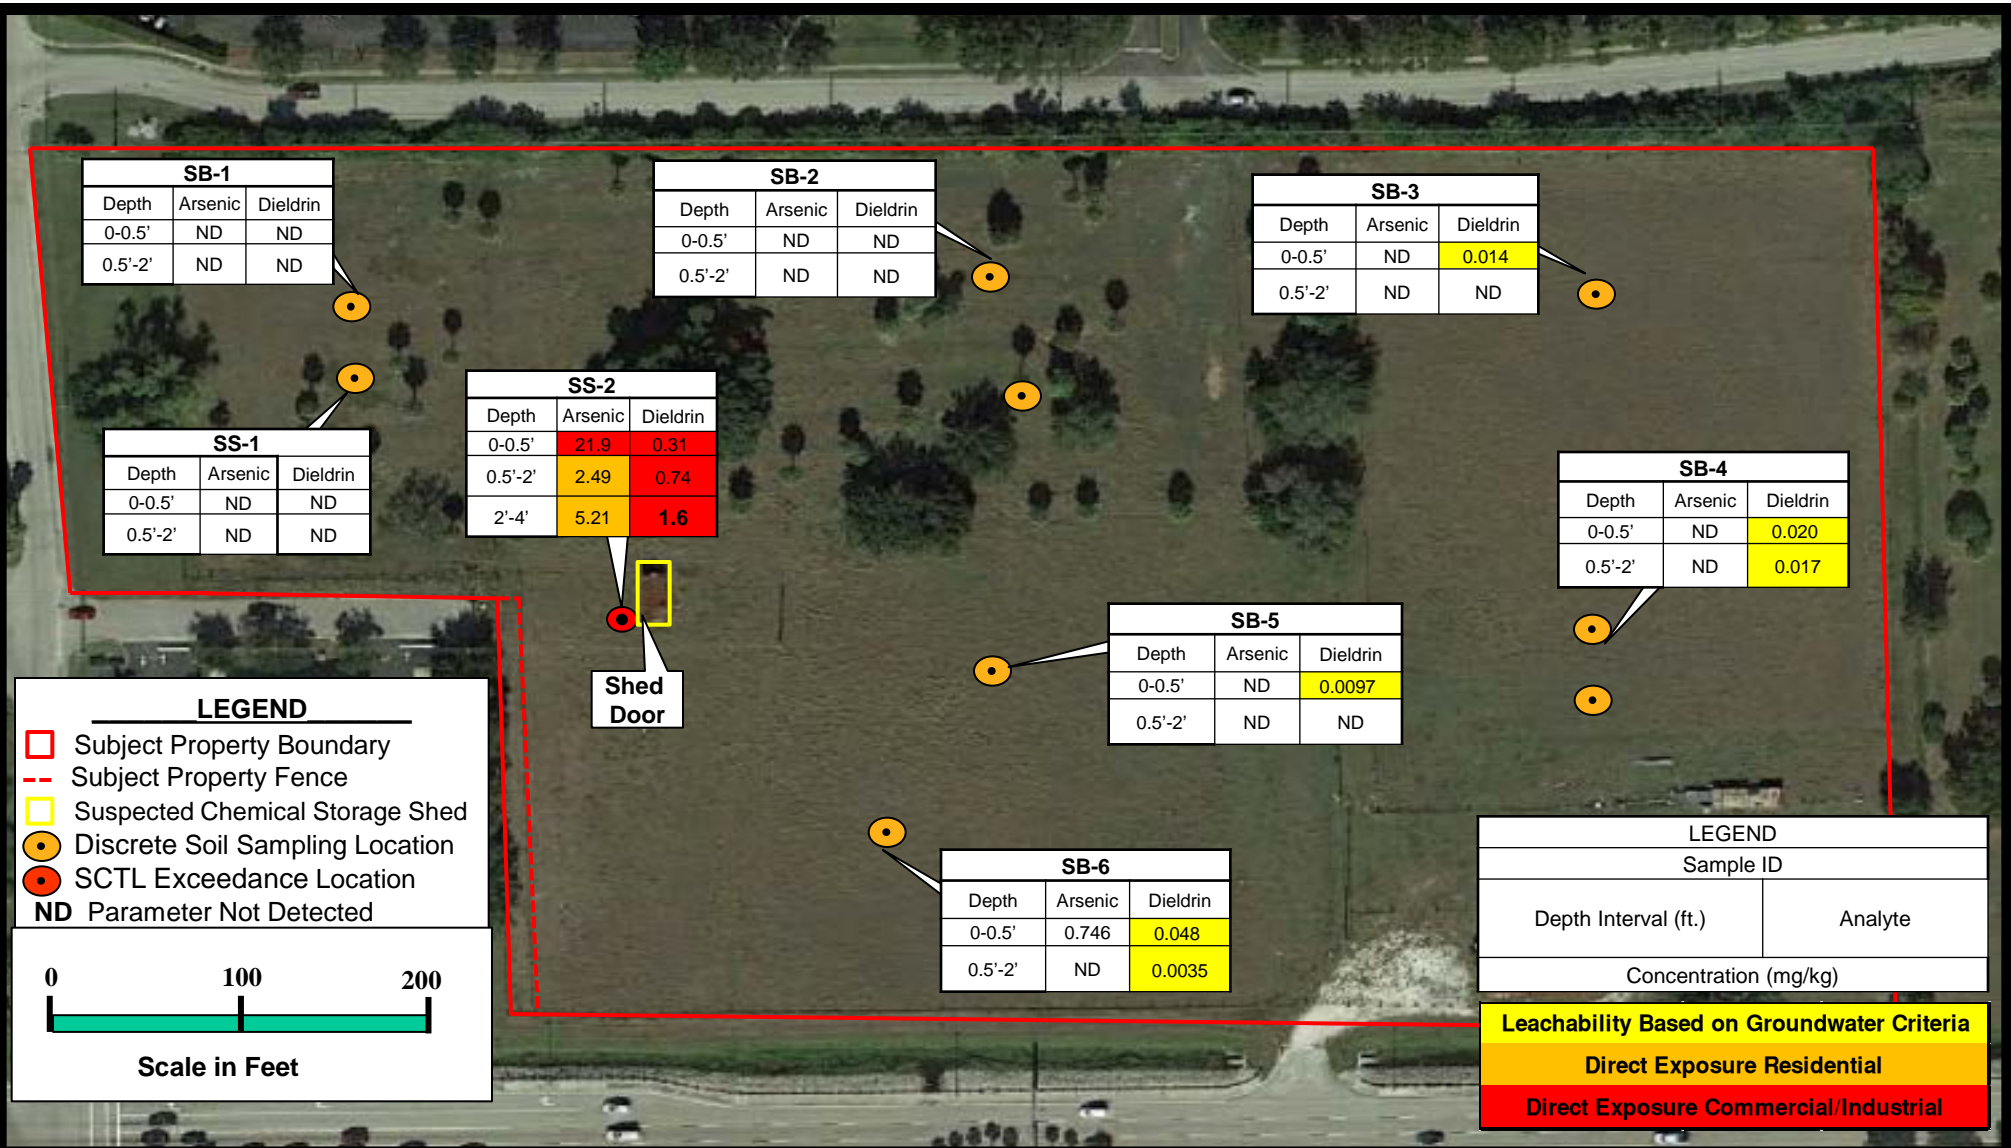 SB-1
Depth Arsenic Dieldrin
0-0.5' ND ND
0.5'-2' ND ND
SB-2
Depth Arsenic Dieldrin
0-0.5' ND ND
0.5'-2' ND ND
SB-3
Depth Arsenic Dieldrin
0-0.5' ND 0.014
0.5'-2' ND ND
SS-1
Depth Arsenic Dieldrin
0-0.5' ND ND
0.5'-2' ND ND
SS-2
Depth Arsenic Dieldrin
0-0.5' 21.9 0.31
0.5'-2' 2.49 0.74
2'-4' 5.21 1.6
SB-4
Depth Arsenic Dieldrin
0-0.5' ND 0.020
0.5'-2' ND 0.017
Shed
Door
SB-5
Depth Arsenic Dieldrin
0-0.5' ND 0.0097
0.5'-2' ND ND
SB-6
Depth Arsenic Dieldrin
0-0.5' 0.746 0.048
0.5'-2' ND 0.0035
LEGEND
Subject Property Boundary
Subject Property Fence
Suspected Chemical Storage Shed
Discrete Soil Sampling Location
SCTL Exceedance Location
ND Parameter Not Detected
0 100 200
Scale in Feet
LEGEND
Sample ID
Depth Interval (ft.) Analyte
Concentration (mg/kg)
Leachability Based on Groundwater Criteria
Direct Exposure Residential
Direct Exposure Commercial/Industrial